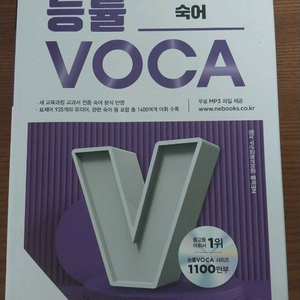 능률
숙어
VOCA
· 새 교육과정 교과서 전종 숙어 분석 반영
· 표제어 935개와 유의어, 관련 숙어 등 포함 총 1400여개 어휘 수록
무료 MP3 파일 제공
www.nebooks.co.kr
중고등 어휘서 1위
능률VOCA 시리즈
1100만부